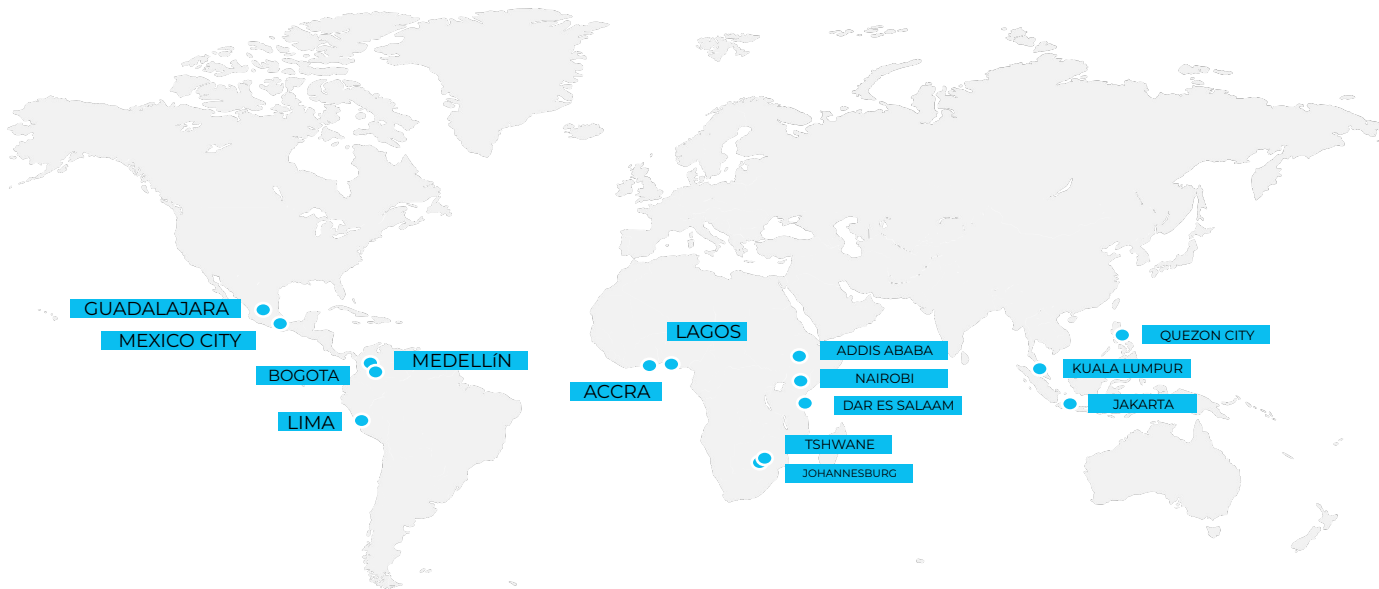 GUADALAJARA
MEXICO CITY
BOGOTA
MEDELLíN
LIMA
LAGOS
ACCRA
ADDIS ABABA
NAIROBI
DAR ES SALAAM
TSHWANE
JOHANNESBURG
QUEZON CITY
KUALA LUMPUR
JAKARTA